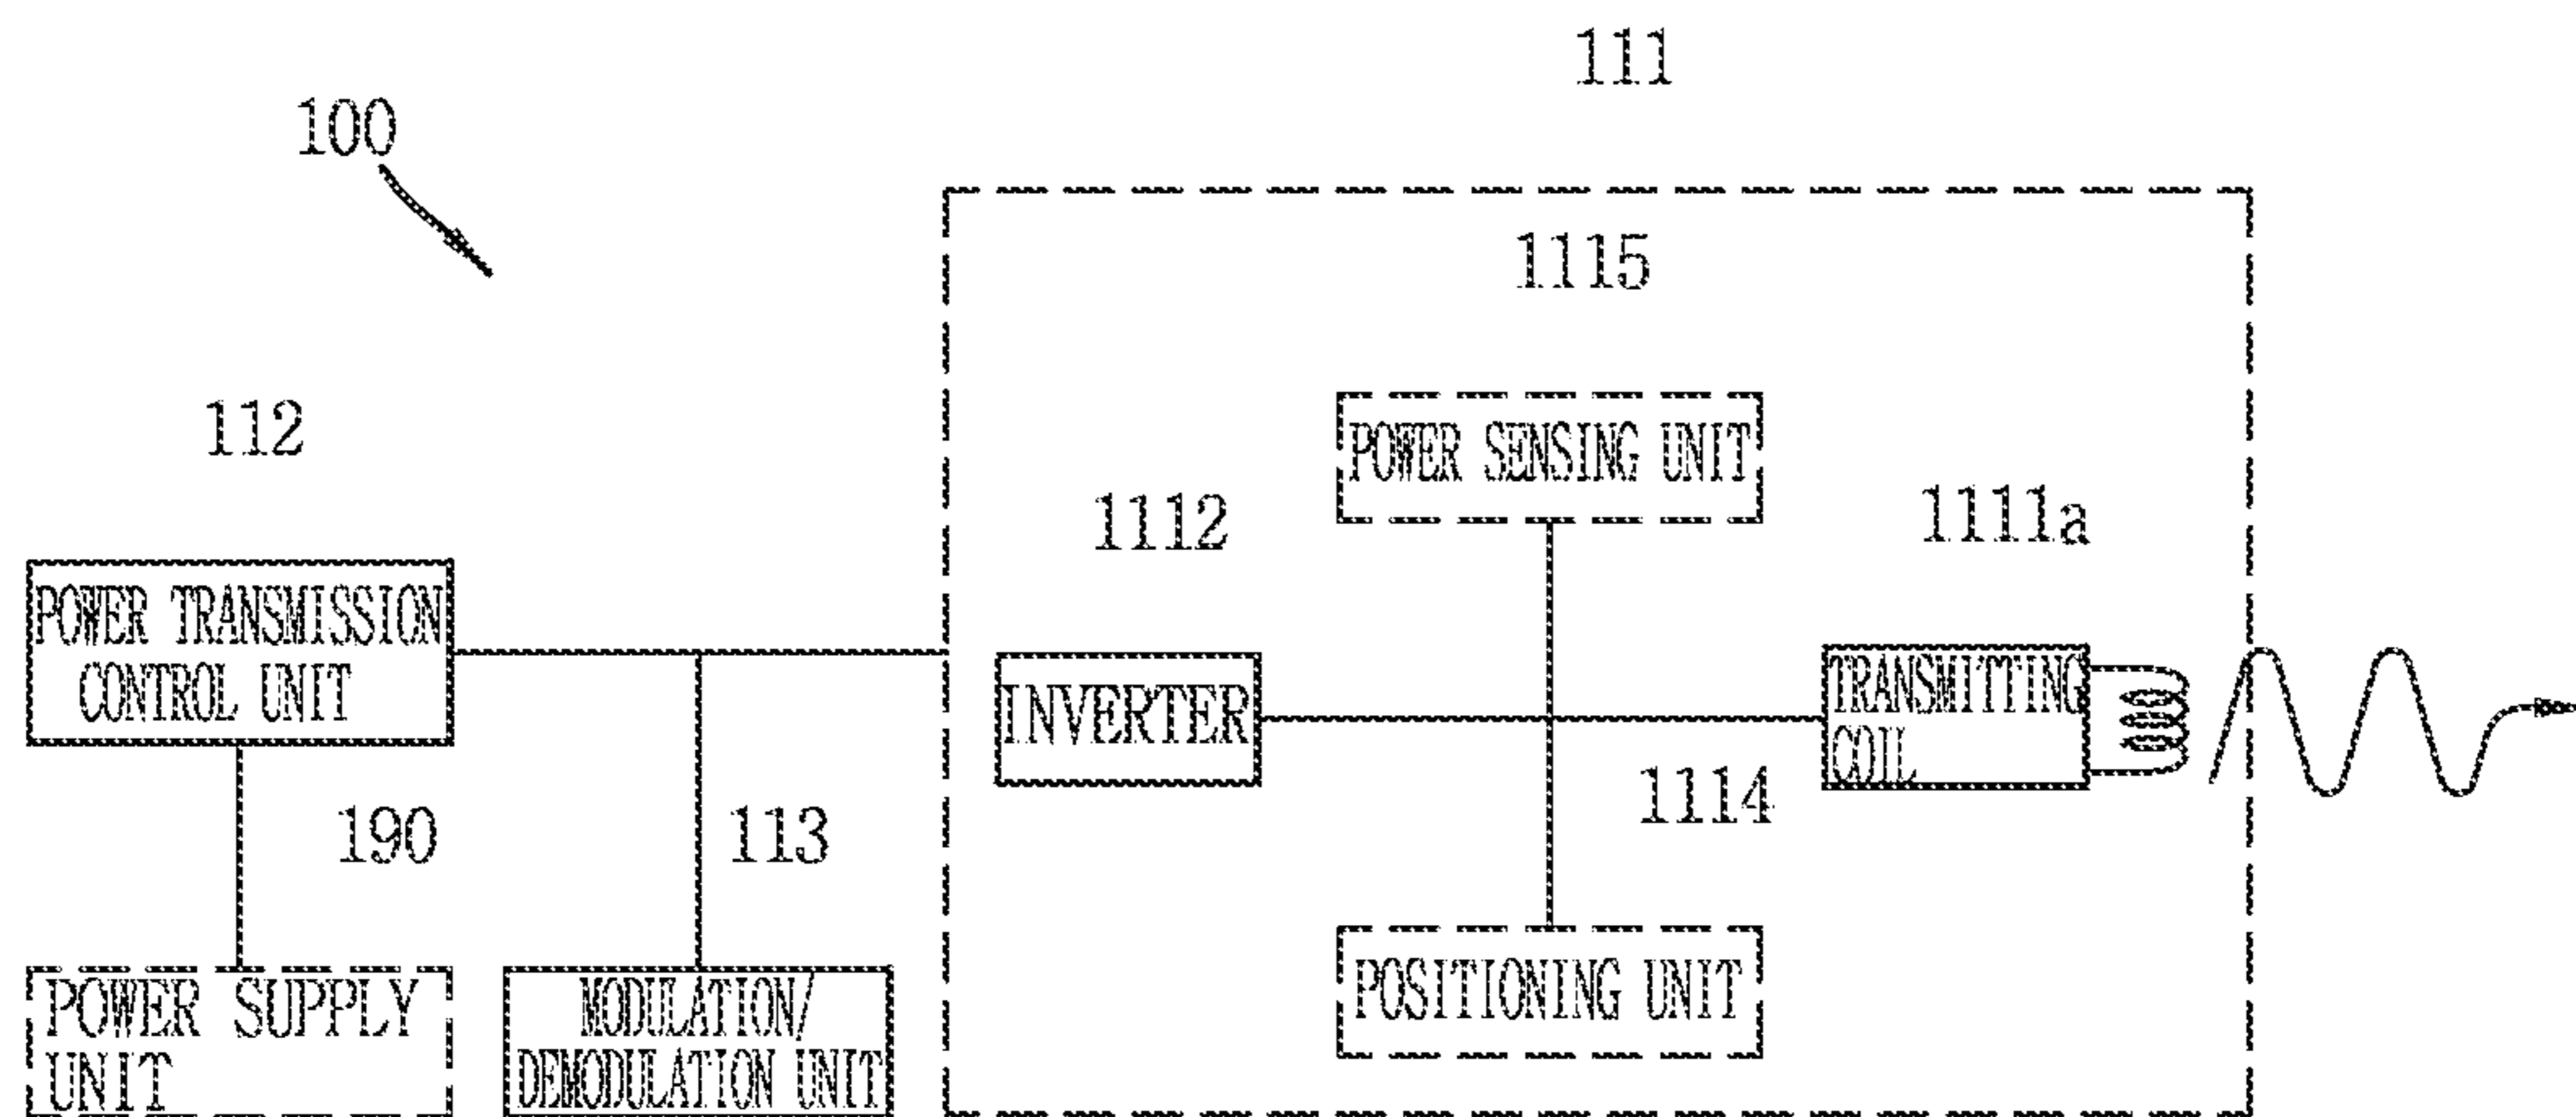 111
100
1115
112
POWER SENSING UNIT
1112
1111a
POWER TRANSMISSION
CONTROL UNIT
INVERTER
TRANSMITTING
COIL
1114
190
113
POSITIONING UNIT
POWER SUPPLY
UNIT
MODULATION/
DEMODULATION UNIT